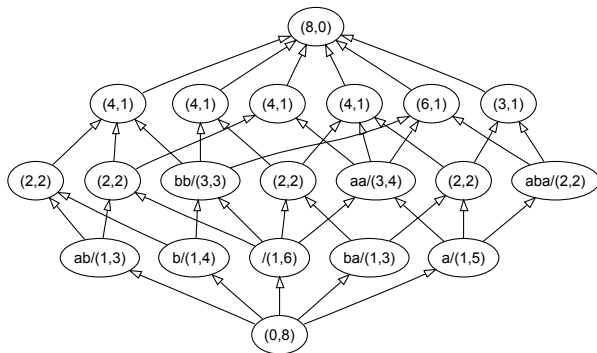 (8,0)
(4,1) (4,1) (4,1) (4,1) (6,1) (3,1)
(2,2) (2,2) bb/(3,3) (2,2) aa/(3,4) (2,2) aba/(2,2)
ab/(1,3) b/(1,4) /(1,6) ba/(1,3) a/(1,5)
(0,8)